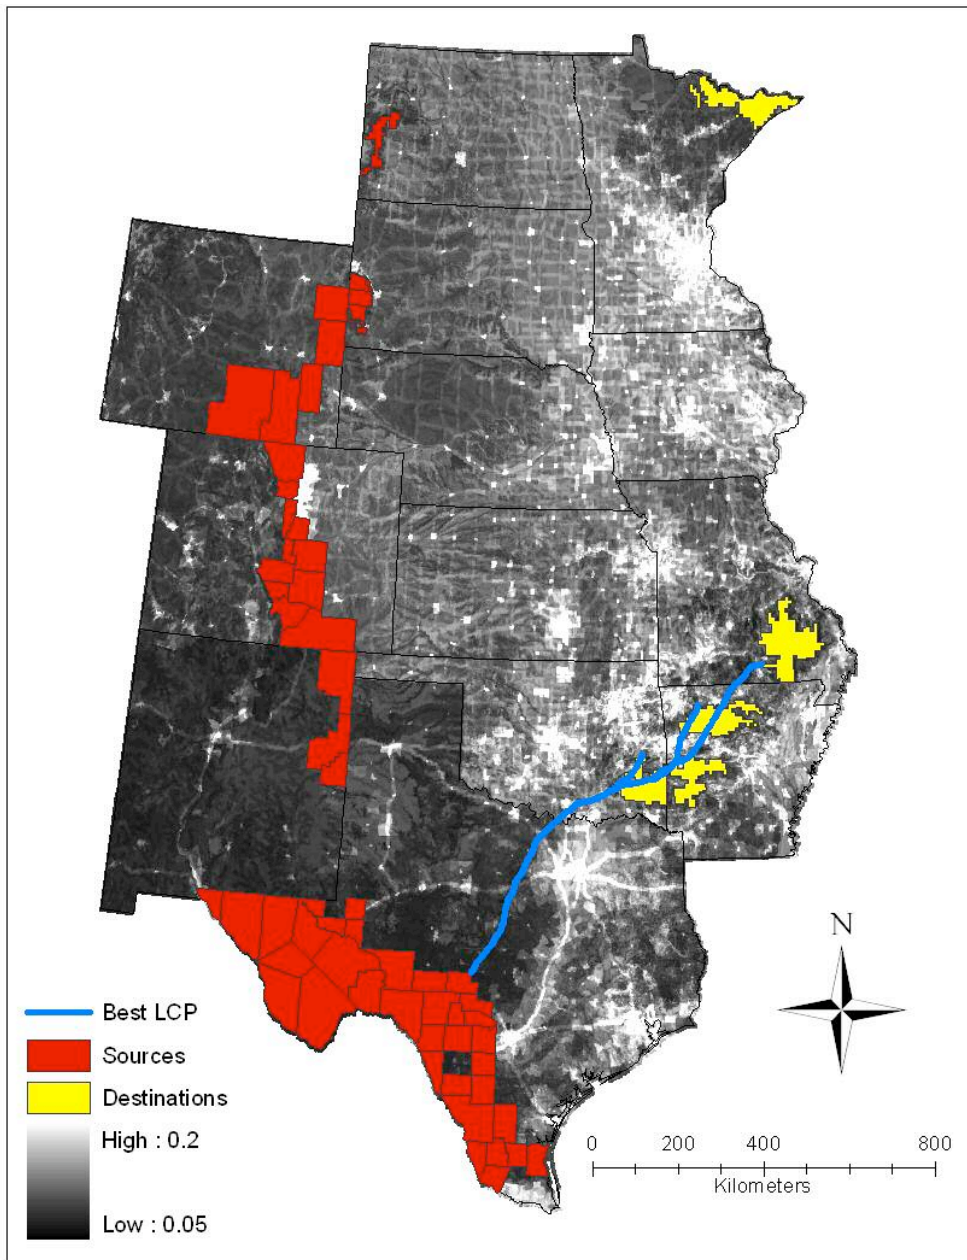 N
Best LCP
Sources
Destinations
High : 0.2
Low : 0.05
0 200 400 800
Kilometers